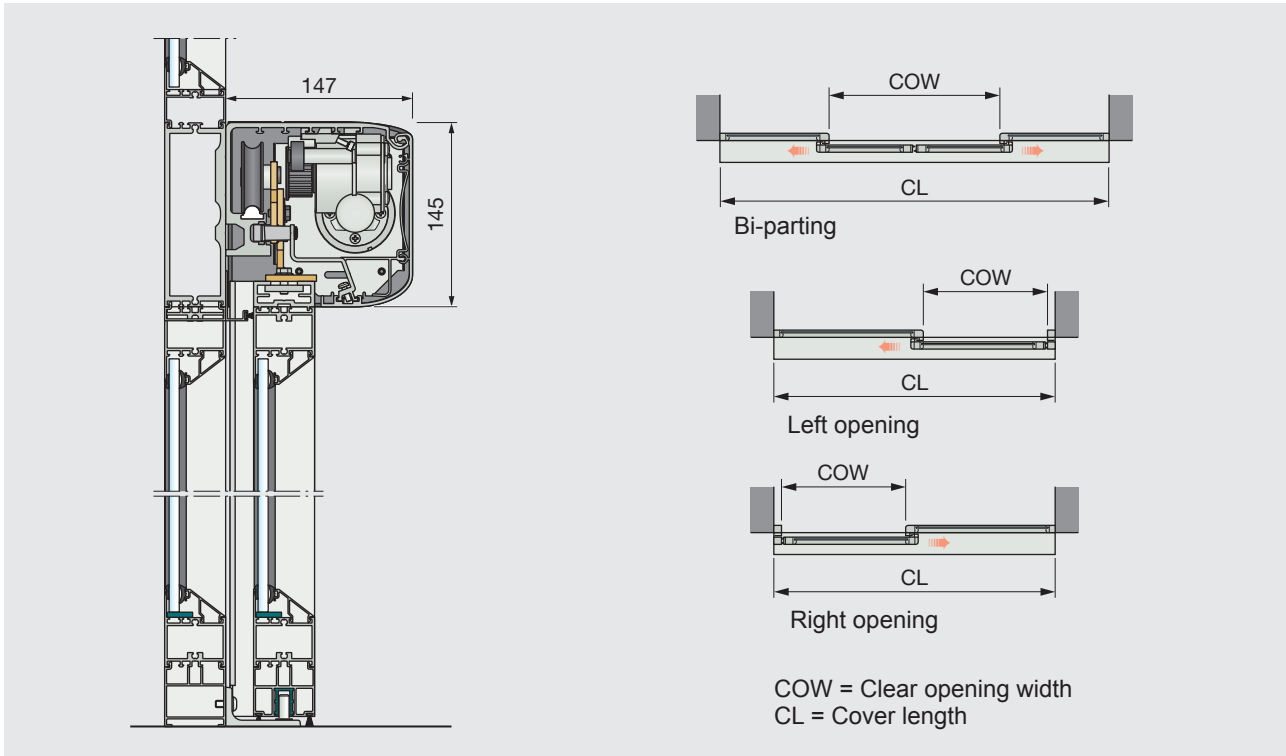 147
145
COW
CL
Bi-parting
COW
CL
Left opening
COW
CL
Right opening
COW = Clear opening width
CL = Cover length